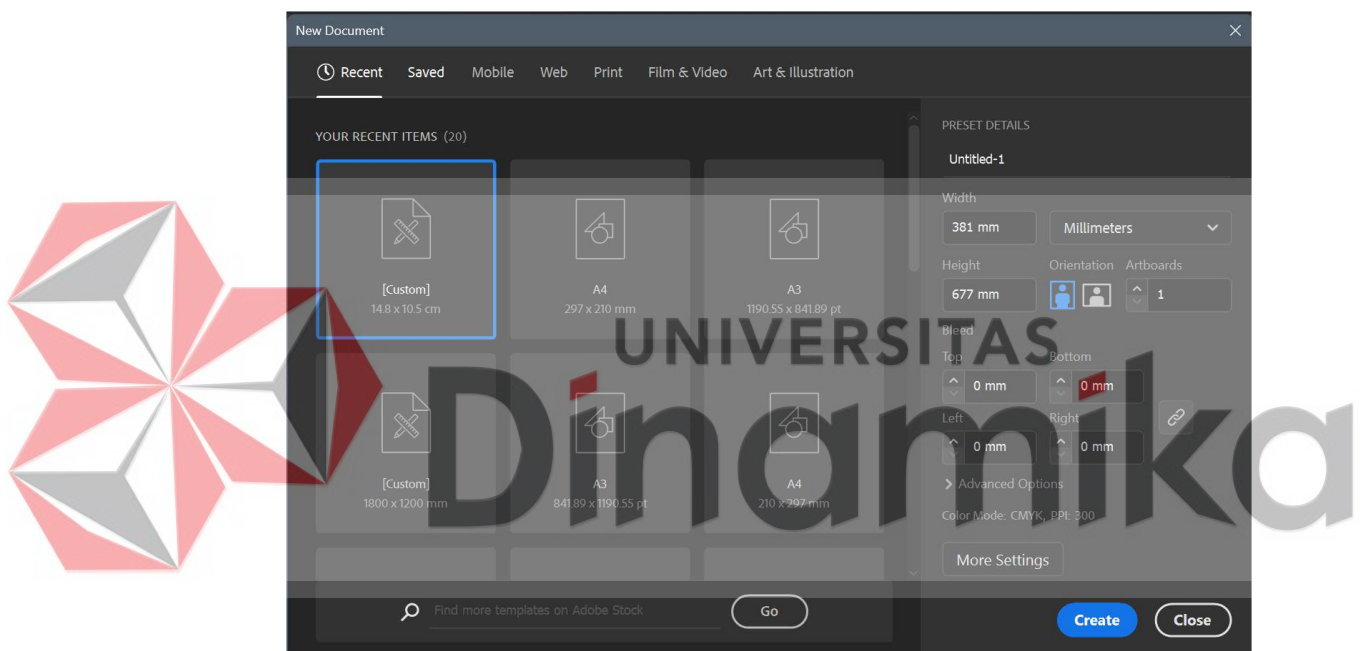 New Document
Recent Saved Mobile Web Print Film & Video Art & Illustration
YOUR RECENT ITEMS (20)
[Custom]
14.8 x 10.5 cm
A4
297 x 210 mm
A3
1190.55 x 841.89 pt
[Custom]
1800 x 1200 mm
A3
841.89 x 1190.55 pt
A4
210 x 297 mm
Find more templates on Adobe Stock
Go
PRESET DETAILS
Untitled-1
Width
381 mm Millimeters
Height Orientation Artboards
677 mm 1
Bleed
Top Bottom
0 mm 0 mm
Left Right
0 mm 0 mm
Advanced Options
Color Mode: CMYK, PPI: 300
More Settings
Create Close
UNIVERSITAS
Dinamika